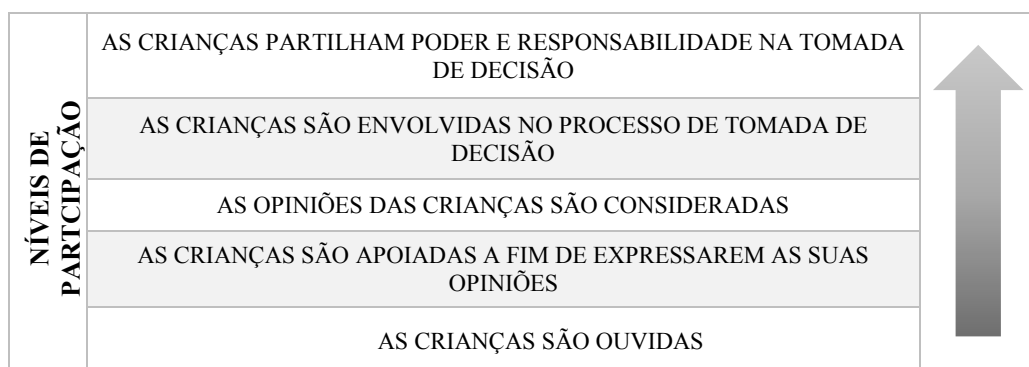 NÍVEIS DE
PARTCIPAÇÃO
AS CRIANÇAS PARTILHAM PODER E RESPONSABILIDADE NA TOMADA
DE DECISÃO
AS CRIANÇAS SÃO ENVOLVIDAS NO PROCESSO DE TOMADA DE
DECISÃO
AS OPINIÕES DAS CRIANÇAS SÃO CONSIDERADAS
AS CRIANÇAS SÃO APOIADAS A FIM DE EXPRESSAREM AS SUAS
OPINIÕES
AS CRIANÇAS SÃO OUVIDAS